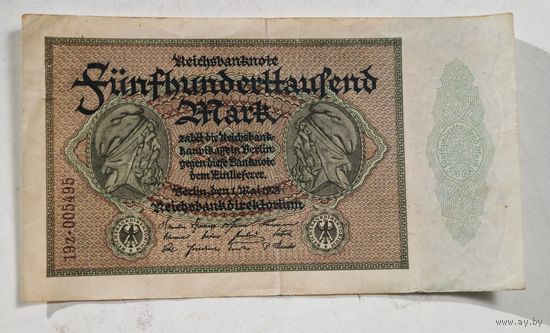 Reichsbanknote
Fünfhunderttausend
Mark
zahlt die Reichsbank-
hauptkasse in Berlin
gegen diese Banknote
dem Einlieferer.
Berlin, den 1. Mai 1923
Reichsbankdirektorium
19Z·005495
www.ay.by